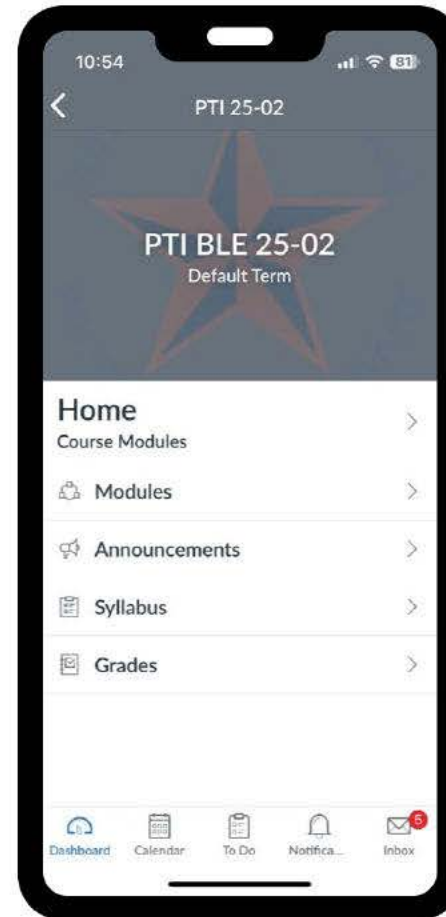 10:54
81
PTI 25-02
PTI BLE 25-02
Default Term
Home
Course Modules
Modules
Announcements
Syllabus
Grades
5
Dashboard Calendar To Do Notifica... Inbox